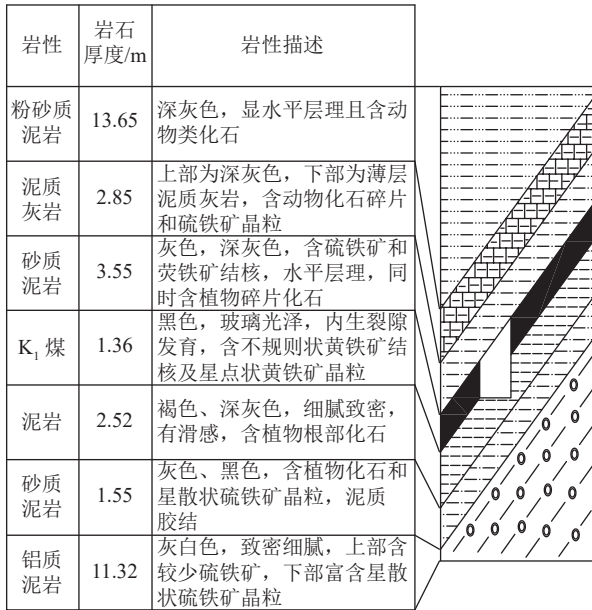 岩性
岩石
厚度/m
岩性描述
粉砂质
泥岩
13.65
深灰色，显水平层理且含动
物类化石
泥质
灰岩
2.85
上部为深灰色，下部为薄层
泥质灰岩，含动物化石碎片
和硫铁矿晶粒
砂质
泥岩
3.55
灰色，深灰色，含硫铁矿和
荧铁矿结核，水平层理，同
时含植物碎片化石
K₁ 煤
1.36
黑色，玻璃光泽，内生裂隙
发育，含不规则状黄铁矿结
核及星点状黄铁矿晶粒
泥岩
2.52
褐色、深灰色，细腻致密，
有滑感，含植物根部化石
砂质
泥岩
1.55
灰色、黑色，含植物化石和
星散状硫铁矿晶粒，泥质
胶结
铝质
泥岩
11.32
灰白色，致密细腻，上部含
较少硫铁矿，下部富含星散
状硫铁矿晶粒